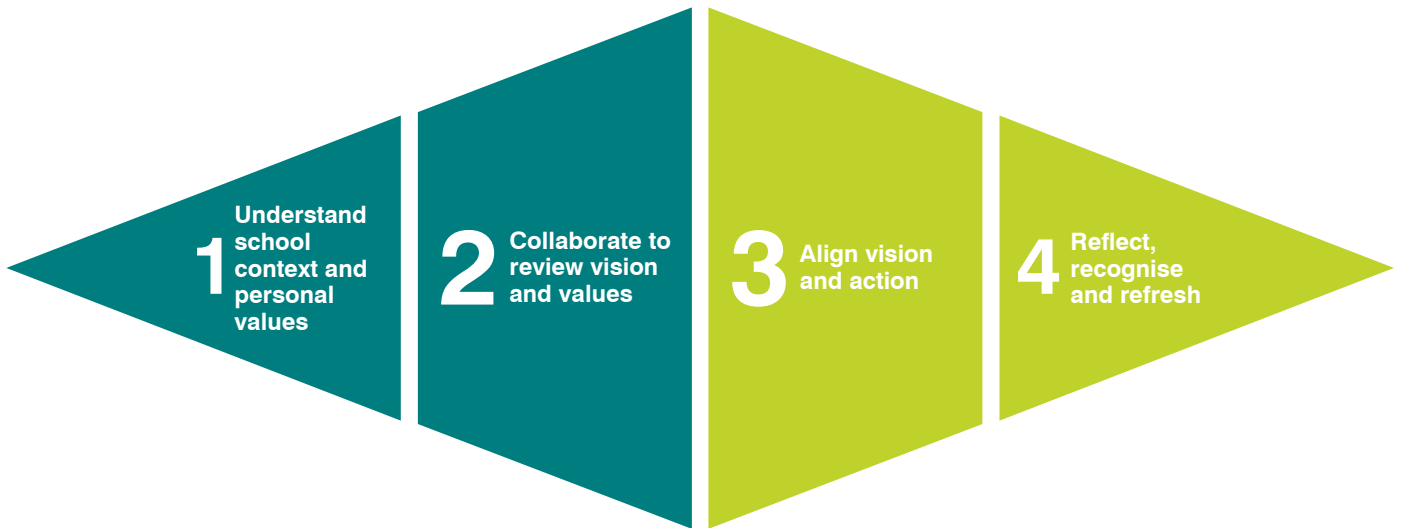 1
Understand
school
context and
personal
values
2
Collaborate to
review vision
and values
3
Align vision
and action
4
Reflect,
recognise
and refresh